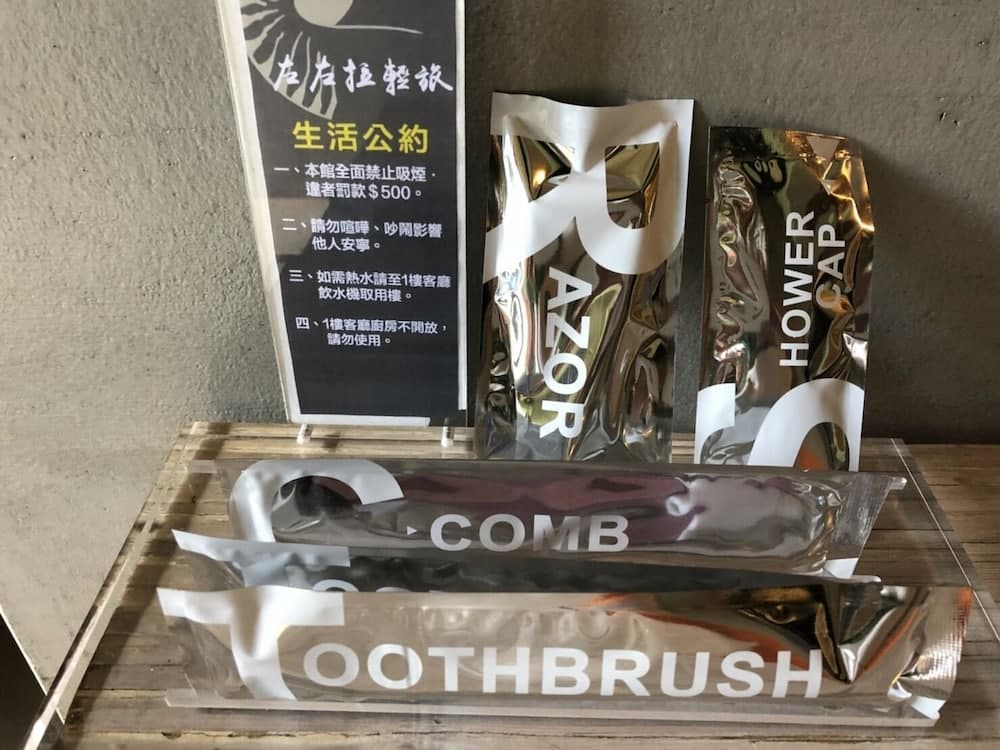 左左拉輕旅
生活公約
一、本館全面禁止吸煙．
違者罰款$500。
二、請勿喧嘩、吵鬧影響
他人安寧。
三、如需熱水請至1樓客廳
飲水機取用樓。
四、1樓客廳廚房不開放，
請勿使用。
RAZOR
SHOWER
CAP
COMB
TOOTHBRUSH